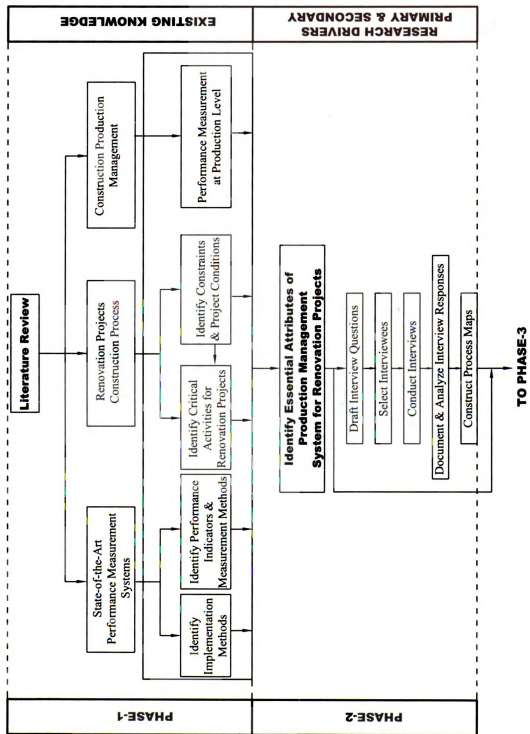 PHASE-1
EXISTING KNOWLEDGE
Literature Review
State-of-the-Art
Performance Measurement
Systems
Renovation Projects
Construction Process
Construction Production
Management
Identify
Implementation
Methods
Identify Performance
Indicators &
Measurement Methods
Identify Critical
Activities for
Renovation Projects
Identify Constraints
& Project Conditions
Performance Measurement
at Production Level
PHASE-2
RESEARCH DRIVERS
PRIMARY & SECONDARY
Identify Essential Attributes of
Production Management
System for Renovation Projects
Draft Interview Questions
Select Interviewees
Conduct Interviews
Document & Analyze Interview Responses
Construct Process Maps
TO PHASE-3